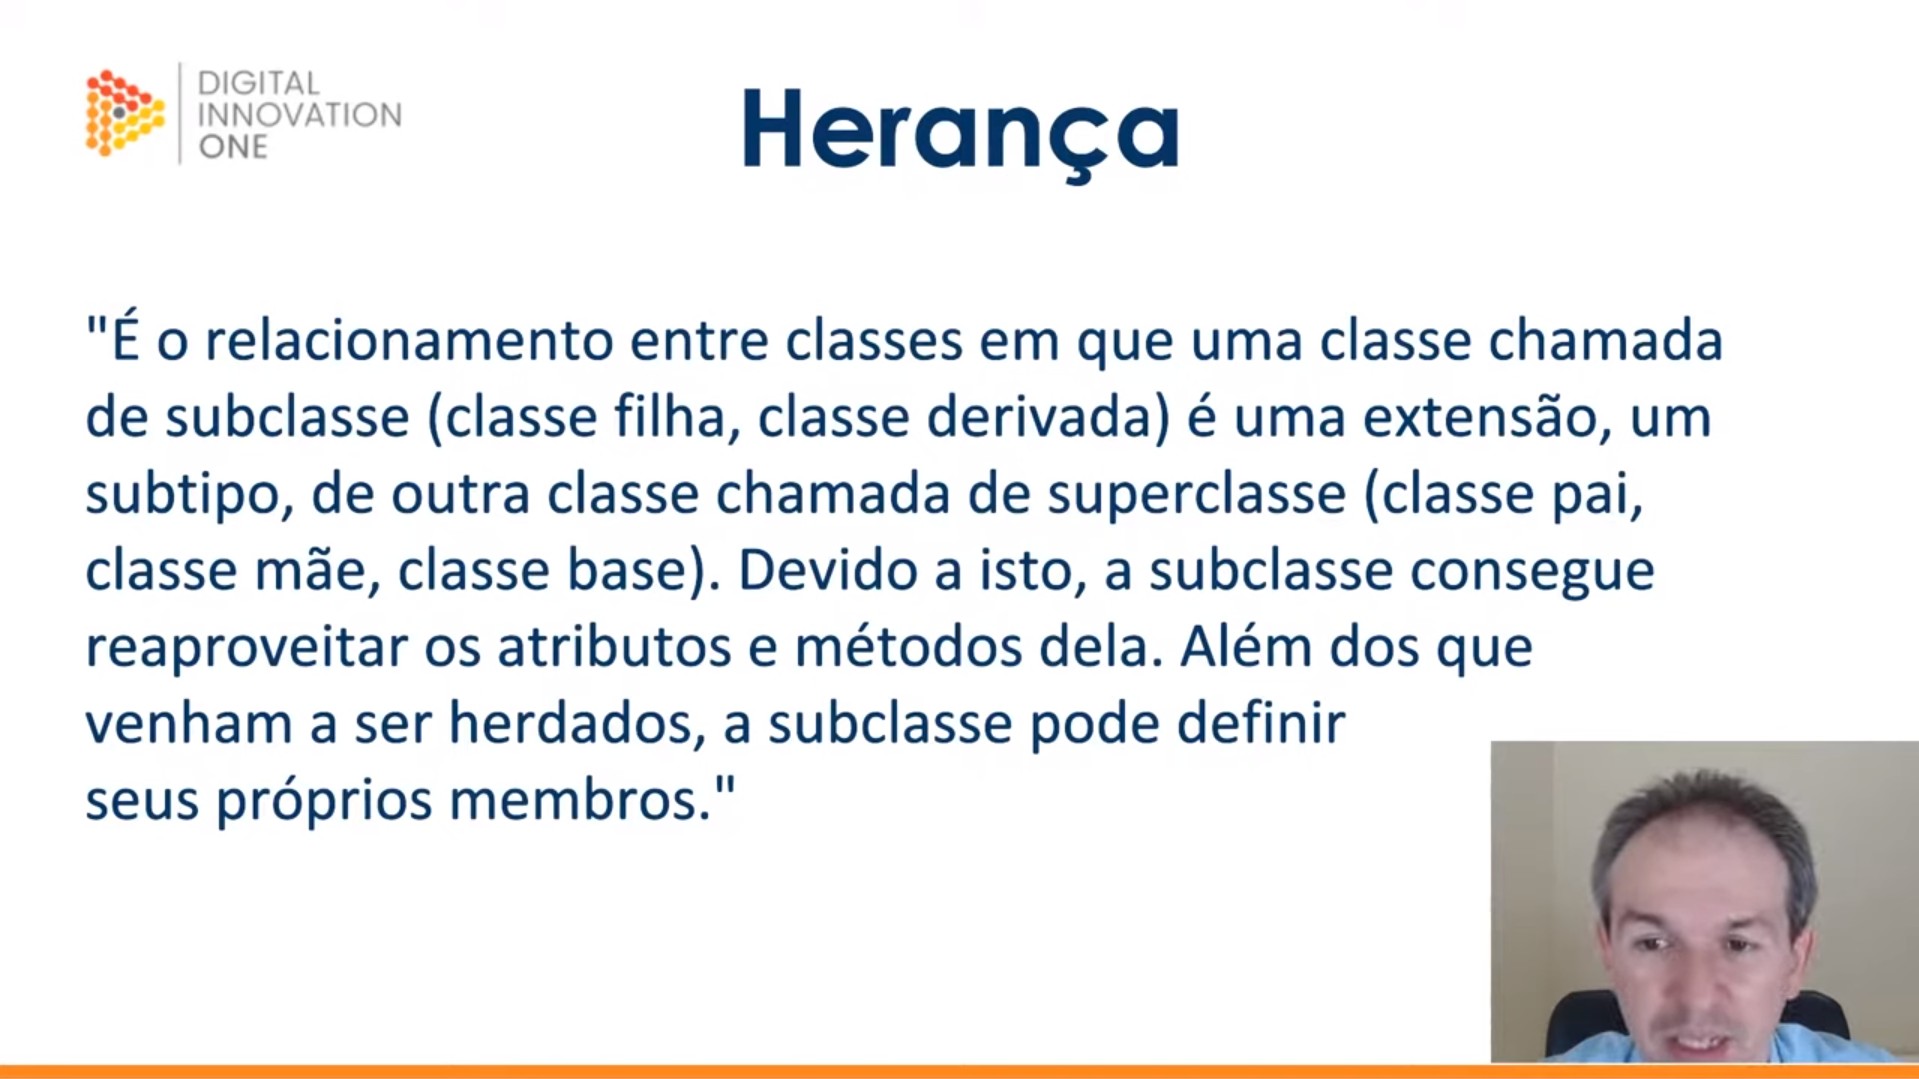 DIGITAL
INNOVATION
ONE
Herança
"É o relacionamento entre classes em que uma classe chamada
de subclasse (classe filha, classe derivada) é uma extensão, um
subtipo, de outra classe chamada de superclasse (classe pai,
classe mãe, classe base). Devido a isto, a subclasse consegue
reaproveitar os atributos e métodos dela. Além dos que
venham a ser herdados, a subclasse pode definir
seus próprios membros."